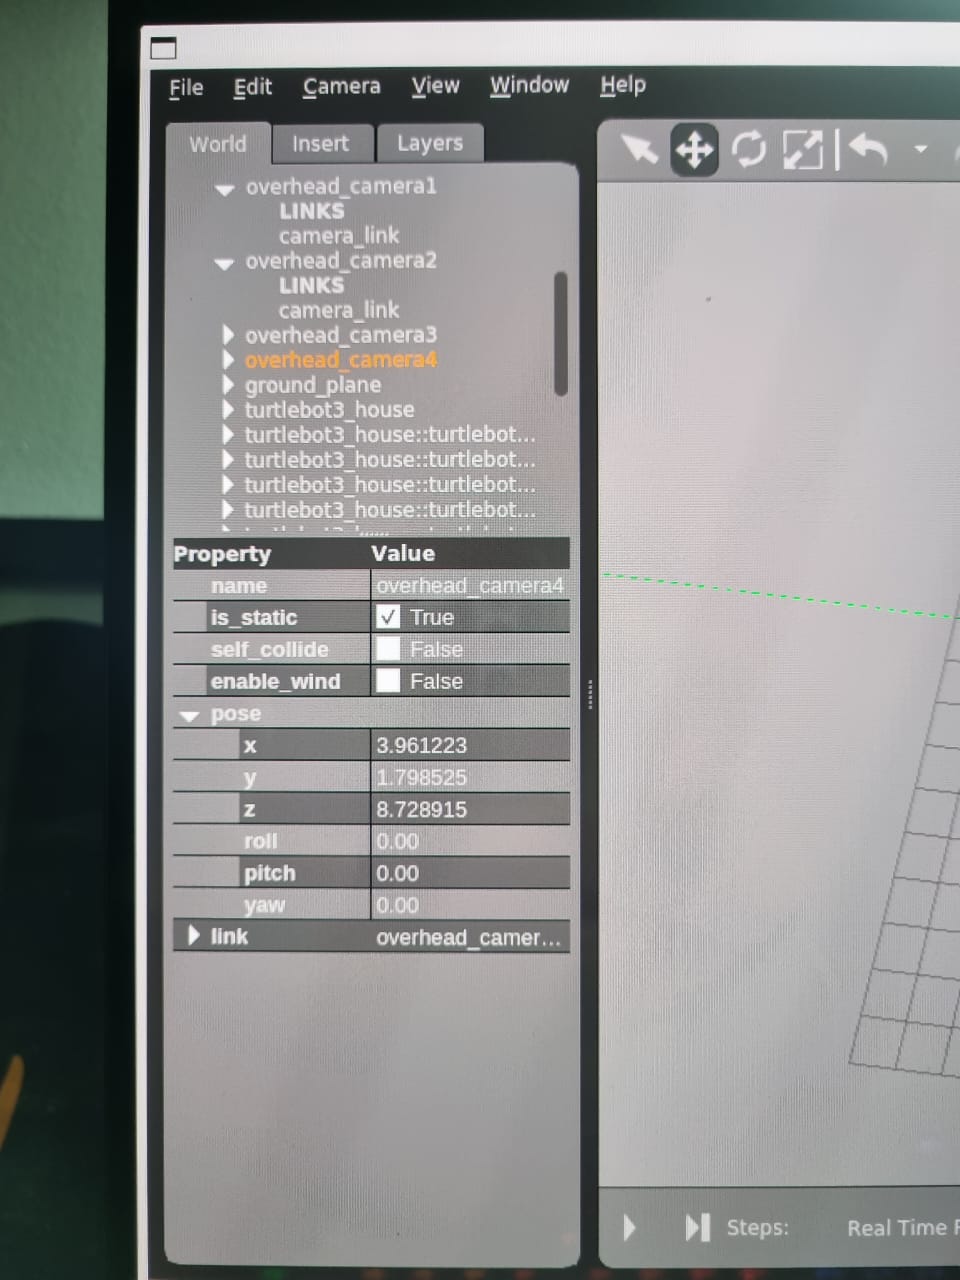 File Edit Camera View Window Help
World Insert Layers
overhead_camera1
LINKS
camera_link
overhead_camera2
LINKS
camera_link
overhead_camera3
overhead_camera4
ground_plane
turtlebot3_house
turtlebot3_house::turtlebot...
turtlebot3_house::turtlebot...
turtlebot3_house::turtlebot...
turtlebot3_house::turtlebot...
Property Value
name overhead_camera4
is_static True
self_collide False
enable_wind False
pose
x 3.961223
y 1.798525
z 8.728915
roll 0.00
pitch 0.00
yaw 0.00
link overhead_camer...
Steps: Real Time